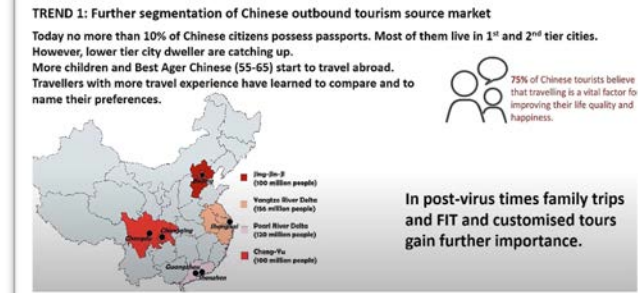 TREND 1: Further segmentation of Chinese outbound tourism source market
Today no more than 10% of Chinese citizens possess passports. Most of them live in 1st and 2nd tier cities.
However, lower tier city dweller are catching up.
More children and Best Ager Chinese (55-65) start to travel abroad.
Travellers with more travel experience have learned to compare and to
name their preferences.
75% of Chinese tourists believe
that travelling is a vital factor fo
improving their life quality and
happiness.
Beijing
Jing-Jin-Ji
(100 million people)
Yangtze River Delta
(156 million people)
Pearl River Delta
(120 million people)
Cheng-Yu
(100 million people)
Chengdu
Chongqing
Shanghai
Guangzhou
Shenzhen
In post-virus times family trips
and FIT and customised tours
gain further importance.